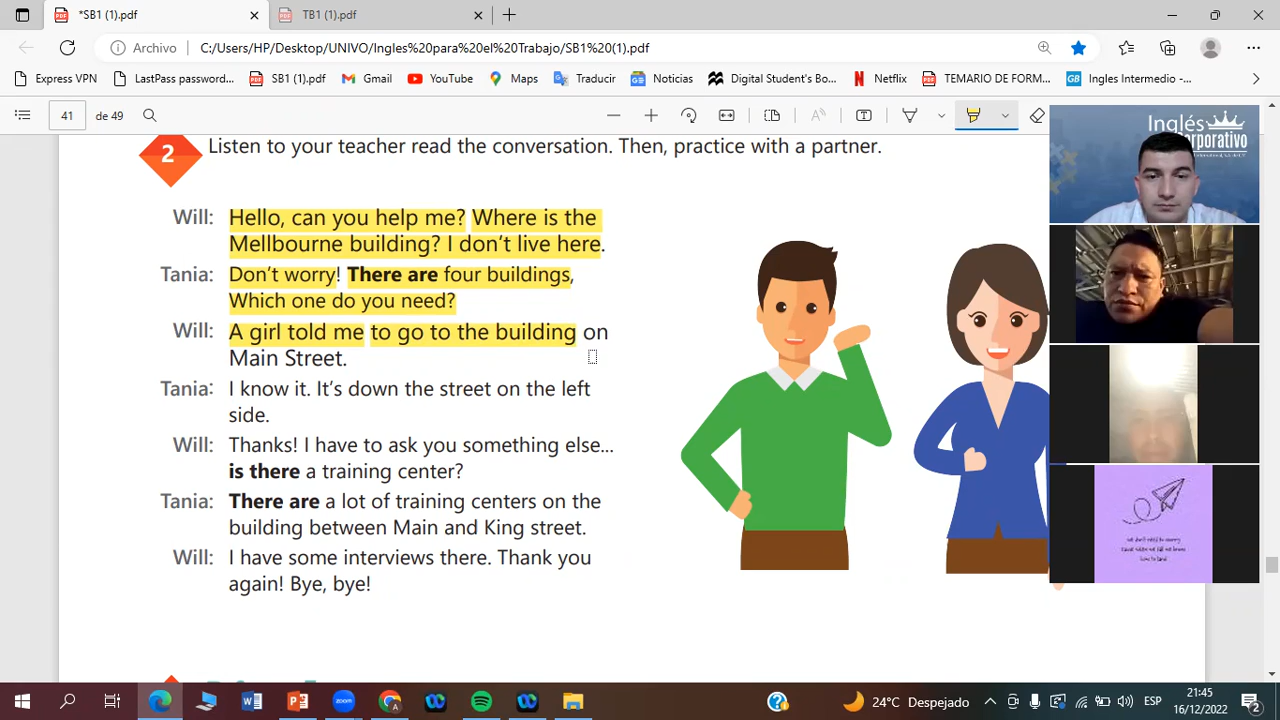 *SB1 (1).pdf
TB1 (1).pdf
Archivo
C:/Users/HP/Desktop/UNIVO/Ingles%20para%20el%20Trabajo/SB1%20(1).pdf
Express VPN
LastPass password...
SB1 (1).pdf
Gmail
YouTube
Maps
Traducir
Noticias
Digital Student's Bo...
Netflix
TEMARIO DE FORM...
Ingles Intermedio -...
41
de 49
2
Listen to your teacher read the conversation. Then, practice with a partner.
Will: Hello, can you help me? Where is the
Mellbourne building? I don't live here.
Tania: Don't worry! There are four buildings,
Which one do you need?
Will: A girl told me to go to the building on
Main Street.
Tania: I know it. It's down the street on the left
side.
Will: Thanks! I have to ask you something else...
is there a training center?
Tania: There are a lot of training centers on the
building between Main and King street.
Will: I have some interviews there. Thank you
again! Bye, bye!
Inglés
24°C Despejado
ESP
21:45
16/12/2022
2